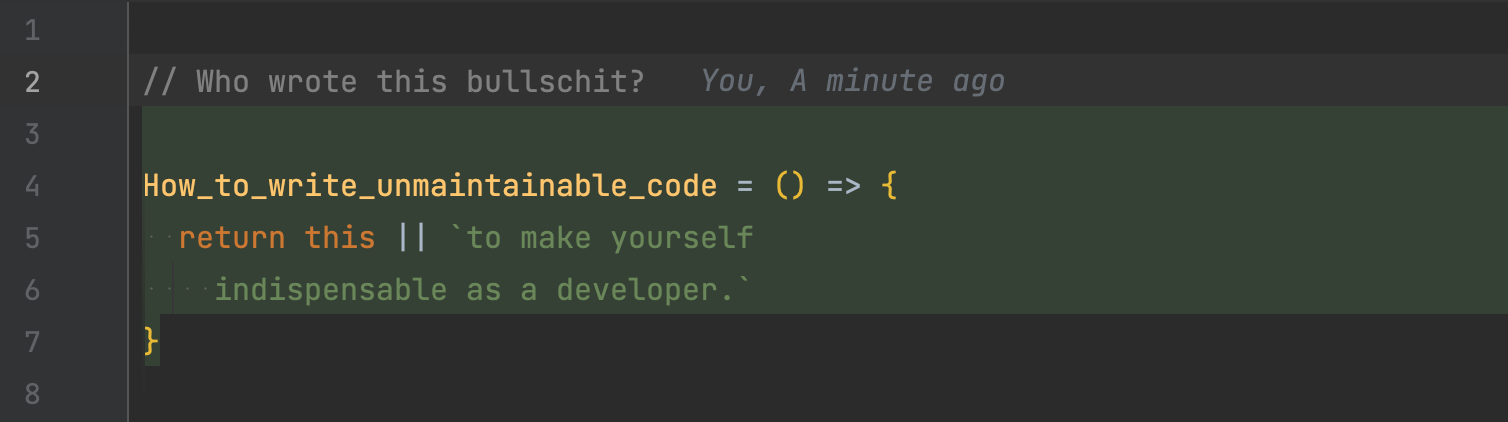 1
2 // Who wrote this bullschit? You, A minute ago
3
4 How_to_write_unmaintainable_code = () => {
5 return this || `to make yourself
6 indispensable as a developer.`
7 }
8